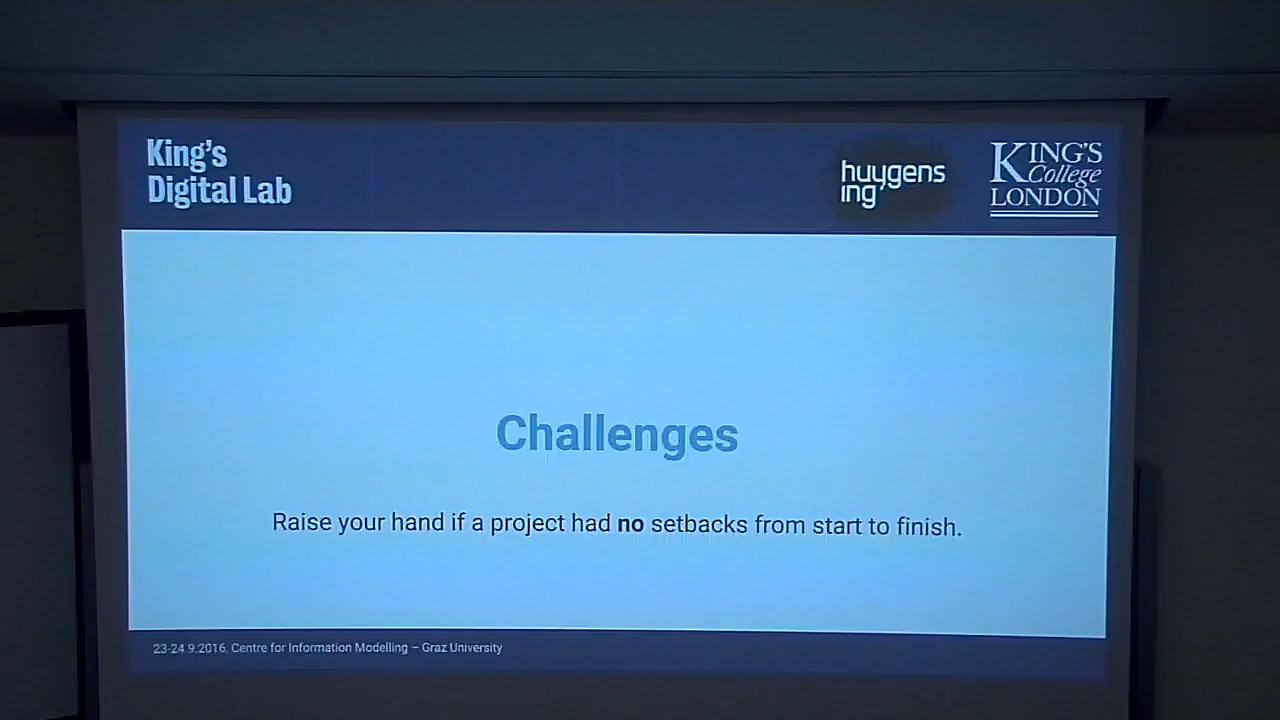 King's
Digital Lab
huygens
ing
KING'S
College
LONDON
Challenges
Raise your hand if a project had no setbacks from start to finish.
23-24.9.2016, Centre for Information Modelling – Graz University